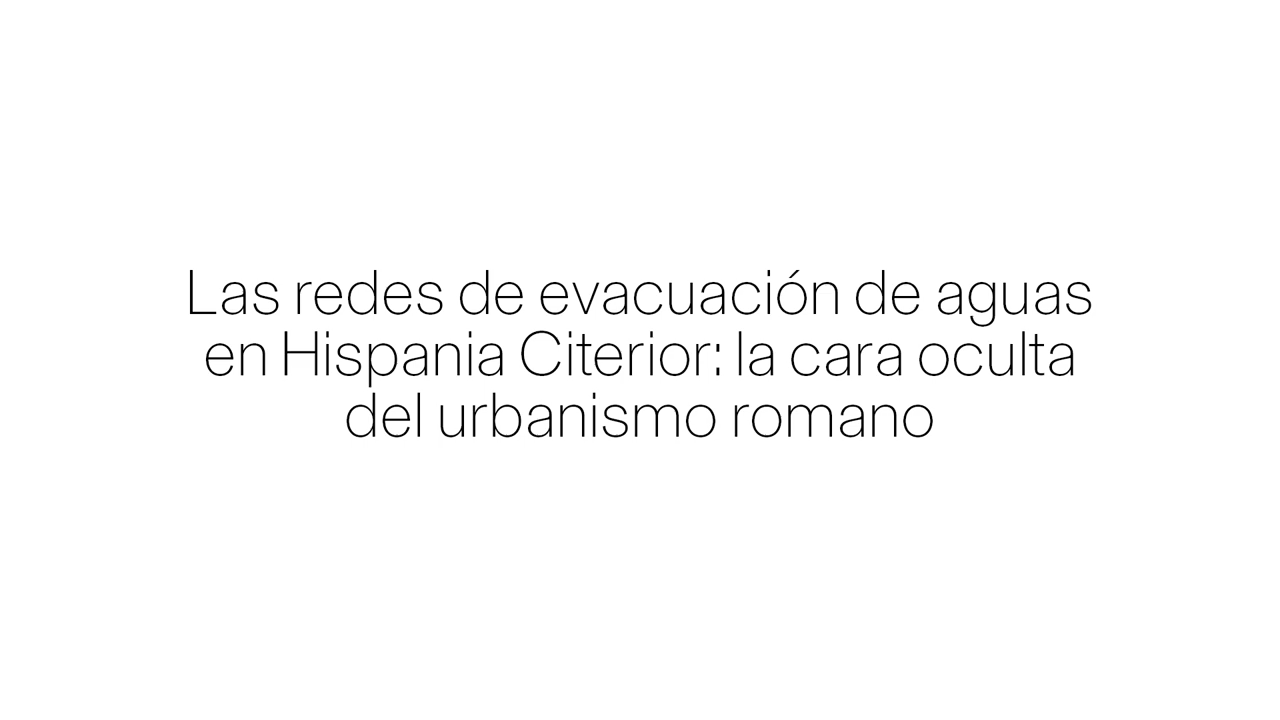 Las redes de evacuación de aguas
en Hispania Citerior: la cara oculta
del urbanismo romano